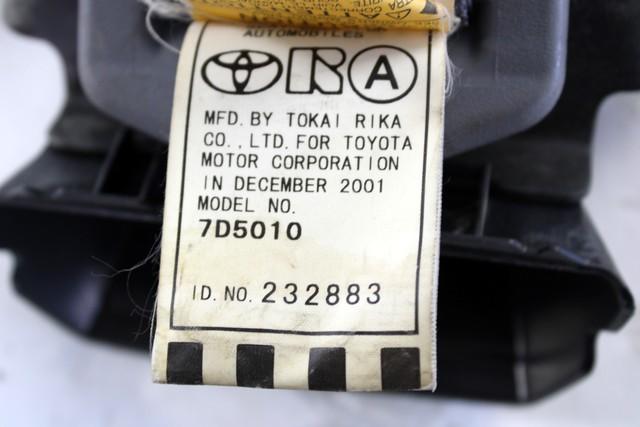 AUTOMOBILES
A
MFD. BY TOKAI RIKA
CO., LTD. FOR TOYOTA
MOTOR CORPORATION
IN DECEMBER 2001
MODEL NO.
7D5010
ID. NO. 232883